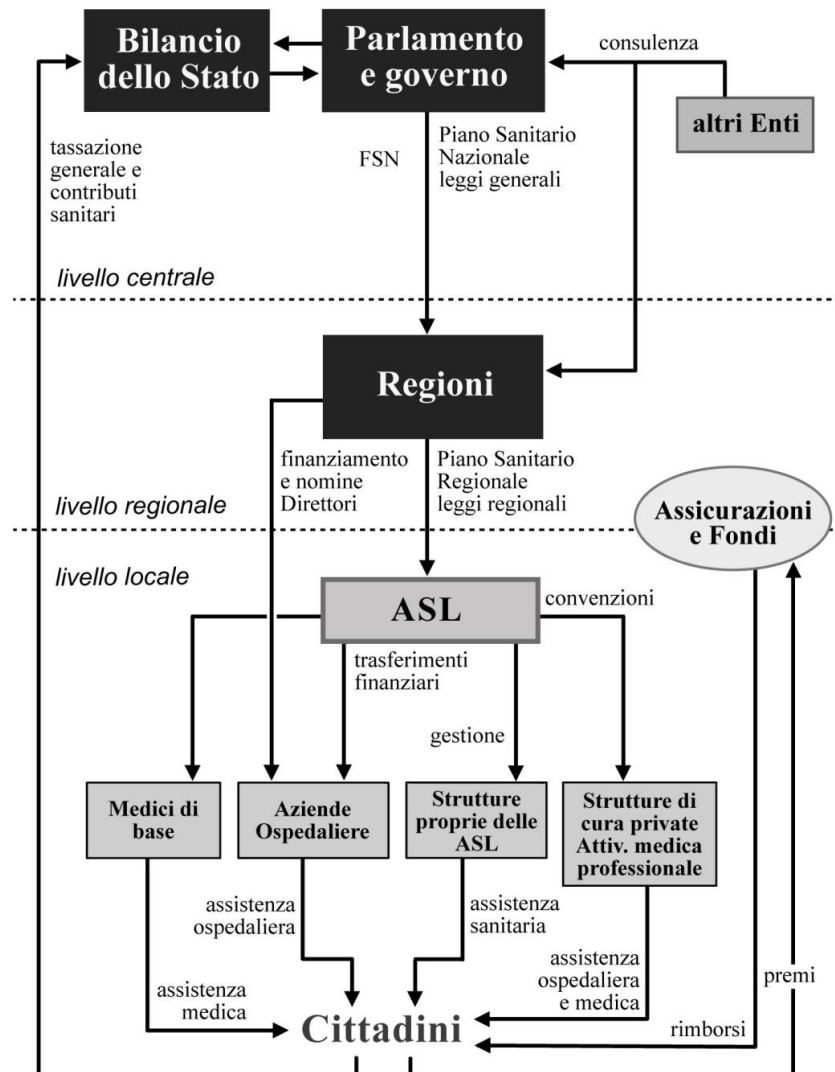 Bilancio
dello Stato
Parlamento
e governo
consulenza
altri Enti
tassazione
generale e
contributi
sanitari
FSN
Piano Sanitario
Nazionale
leggi generali
livello centrale
Regioni
finanziamento
e nomine
Direttori
Piano Sanitario
Regionale
leggi regionali
livello regionale
Assicurazioni
e Fondi
livello locale
ASL
convenzioni
trasferimenti
finanziari
gestione
Medici di
base
Aziende
Ospedaliere
Strutture
proprie delle
ASL
Strutture di
cura private
Attiv. medica
professionale
assistenza
ospedaliera
assistenza
sanitaria
assistenza
medica
assistenza
ospedaliera
e medica
premi
rimborsi
Cittadini